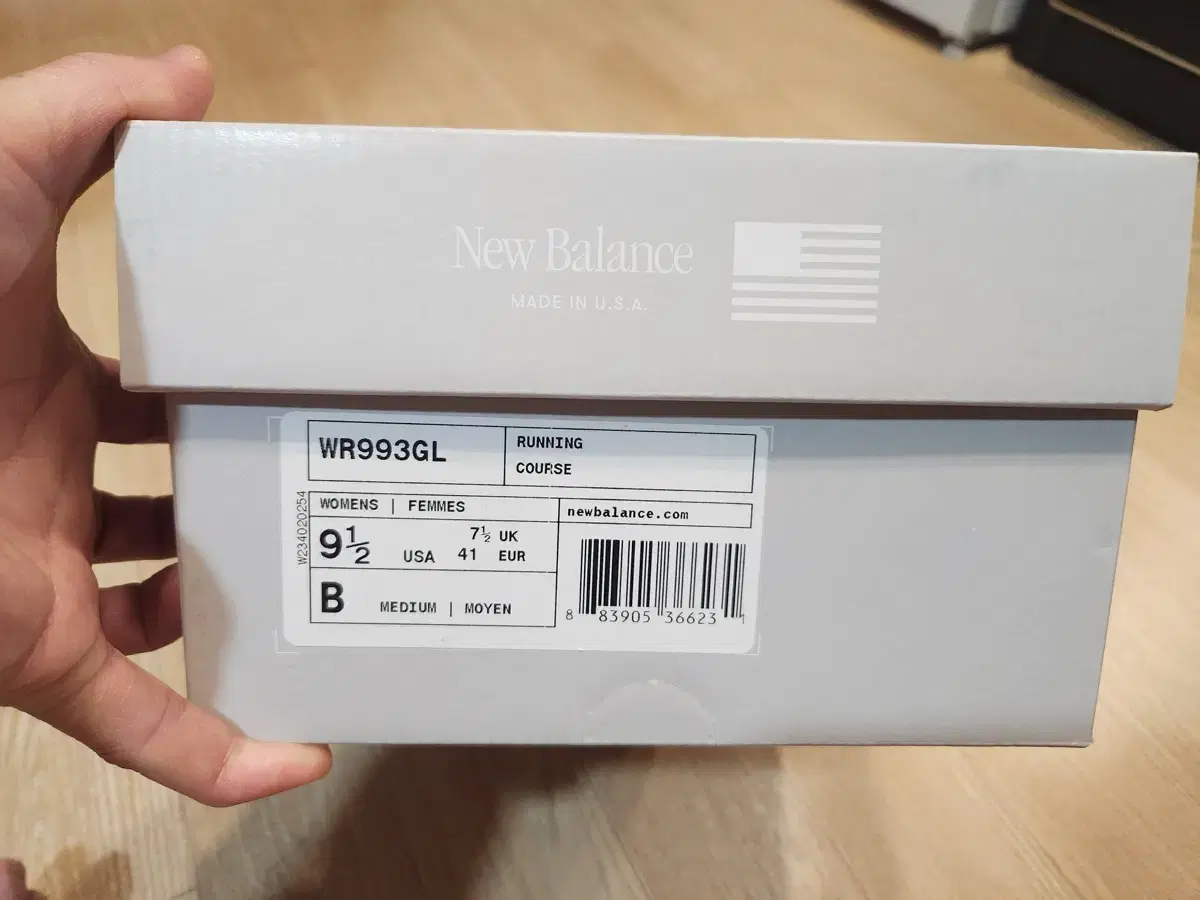 New Balance
MADE IN U.S.A.
WR993GL
RUNNING
COURSE
W234020254
WOMENS | FEMMES
newbalance.com
9½ USA
7½ UK
41 EUR
B MEDIUM | MOYEN
8 83905 36623 1